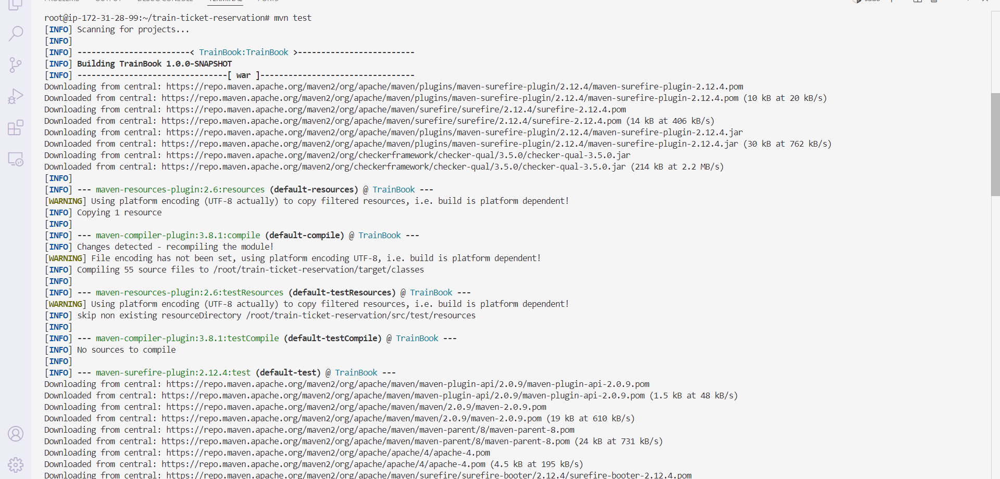 PROBLEMS OUTPUT DEBUG CONSOLE TERMINAL PORTS sudo
root@ip-172-31-28-99:~/train-ticket-reservation# mvn test
[INFO] Scanning for projects...
[INFO]
[INFO] ------------------------< TrainBook:TrainBook >-------------------------
[INFO] Building TrainBook 1.0.0-SNAPSHOT
[INFO] --------------------------------[ war ]---------------------------------
Downloading from central: https://repo.maven.apache.org/maven2/org/apache/maven/plugins/maven-surefire-plugin/2.12.4/maven-surefire-plugin-2.12.4.pom
Downloaded from central: https://repo.maven.apache.org/maven2/org/apache/maven/plugins/maven-surefire-plugin/2.12.4/maven-surefire-plugin-2.12.4.pom (10 kB at 20 kB/s)
Downloading from central: https://repo.maven.apache.org/maven2/org/apache/maven/surefire/surefire/2.12.4/surefire-2.12.4.pom
Downloaded from central: https://repo.maven.apache.org/maven2/org/apache/maven/surefire/surefire/2.12.4/surefire-2.12.4.pom (14 kB at 406 kB/s)
Downloading from central: https://repo.maven.apache.org/maven2/org/apache/maven/plugins/maven-surefire-plugin/2.12.4/maven-surefire-plugin-2.12.4.jar
Downloaded from central: https://repo.maven.apache.org/maven2/org/apache/maven/plugins/maven-surefire-plugin/2.12.4/maven-surefire-plugin-2.12.4.jar (30 kB at 762 kB/s)
Downloading from central: https://repo.maven.apache.org/maven2/org/checkerframework/checker-qual/3.5.0/checker-qual-3.5.0.jar
Downloaded from central: https://repo.maven.apache.org/maven2/org/checkerframework/checker-qual/3.5.0/checker-qual-3.5.0.jar (214 kB at 2.2 MB/s)
[INFO]
[INFO] --- maven-resources-plugin:2.6:resources (default-resources) @ TrainBook ---
[WARNING] Using platform encoding (UTF-8 actually) to copy filtered resources, i.e. build is platform dependent!
[INFO] Copying 1 resource
[INFO]
[INFO] --- maven-compiler-plugin:3.8.1:compile (default-compile) @ TrainBook ---
[INFO] Changes detected - recompiling the module!
[WARNING] File encoding has not been set, using platform encoding UTF-8, i.e. build is platform dependent!
[INFO] Compiling 55 source files to /root/train-ticket-reservation/target/classes
[INFO]
[INFO] --- maven-resources-plugin:2.6:testResources (default-testResources) @ TrainBook ---
[WARNING] Using platform encoding (UTF-8 actually) to copy filtered resources, i.e. build is platform dependent!
[INFO] skip non existing resourceDirectory /root/train-ticket-reservation/src/test/resources
[INFO]
[INFO] --- maven-compiler-plugin:3.8.1:testCompile (default-testCompile) @ TrainBook ---
[INFO] No sources to compile
[INFO]
[INFO] --- maven-surefire-plugin:2.12.4:test (default-test) @ TrainBook ---
Downloading from central: https://repo.maven.apache.org/maven2/org/apache/maven/maven-plugin-api/2.0.9/maven-plugin-api-2.0.9.pom
Downloaded from central: https://repo.maven.apache.org/maven2/org/apache/maven/maven-plugin-api/2.0.9/maven-plugin-api-2.0.9.pom (1.5 kB at 48 kB/s)
Downloading from central: https://repo.maven.apache.org/maven2/org/apache/maven/maven/2.0.9/maven-2.0.9.pom
Downloaded from central: https://repo.maven.apache.org/maven2/org/apache/maven/maven/2.0.9/maven-2.0.9.pom (19 kB at 610 kB/s)
Downloading from central: https://repo.maven.apache.org/maven2/org/apache/maven/maven-parent/8/maven-parent-8.pom
Downloaded from central: https://repo.maven.apache.org/maven2/org/apache/maven/maven-parent/8/maven-parent-8.pom (24 kB at 731 kB/s)
Downloading from central: https://repo.maven.apache.org/maven2/org/apache/apache/4/apache-4.pom
Downloaded from central: https://repo.maven.apache.org/maven2/org/apache/apache/4/apache-4.pom (4.5 kB at 195 kB/s)
Downloading from central: https://repo.maven.apache.org/maven2/org/apache/maven/surefire/surefire-booter/2.12.4/surefire-booter-2.12.4.pom